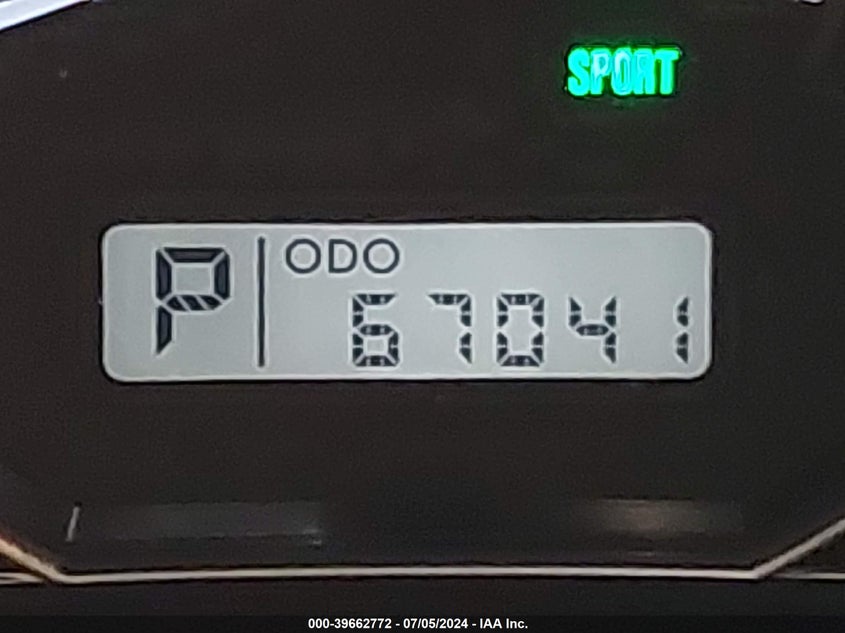 SPORT
P ODO
67041
000-39662772 - 07/05/2024 - IAA Inc.